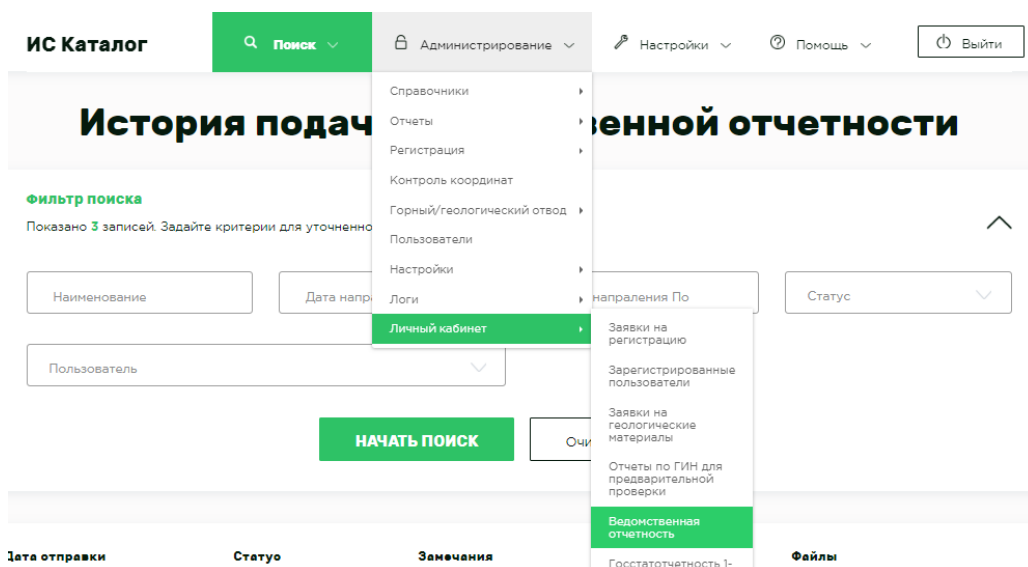 ИС Каталог
Поиск
Администрирование
Настройки
Помощь
Выйти
История подач
венной отчетности
Справочники
Отчеты
Регистрация
Контроль координат
Горный/геологический отвод
Пользователи
Настройки
Логи
Личный кабинет
Фильтр поиска
Показано 3 записей. Задайте критерии для уточненно
Наименование
Дата напра
напраления По
Статус
Пользователь
НАЧАТЬ ПОИСК
Очи
Заявки на
регистрацию
Зарегистрированные
пользователи
Заявки на
геологические
материалы
Отчеты по ГИН для
предварительной
проверки
Ведомственная
отчетность
Госстатотчетность 1-
Дата отправки
Статус
Замечания
Файлы